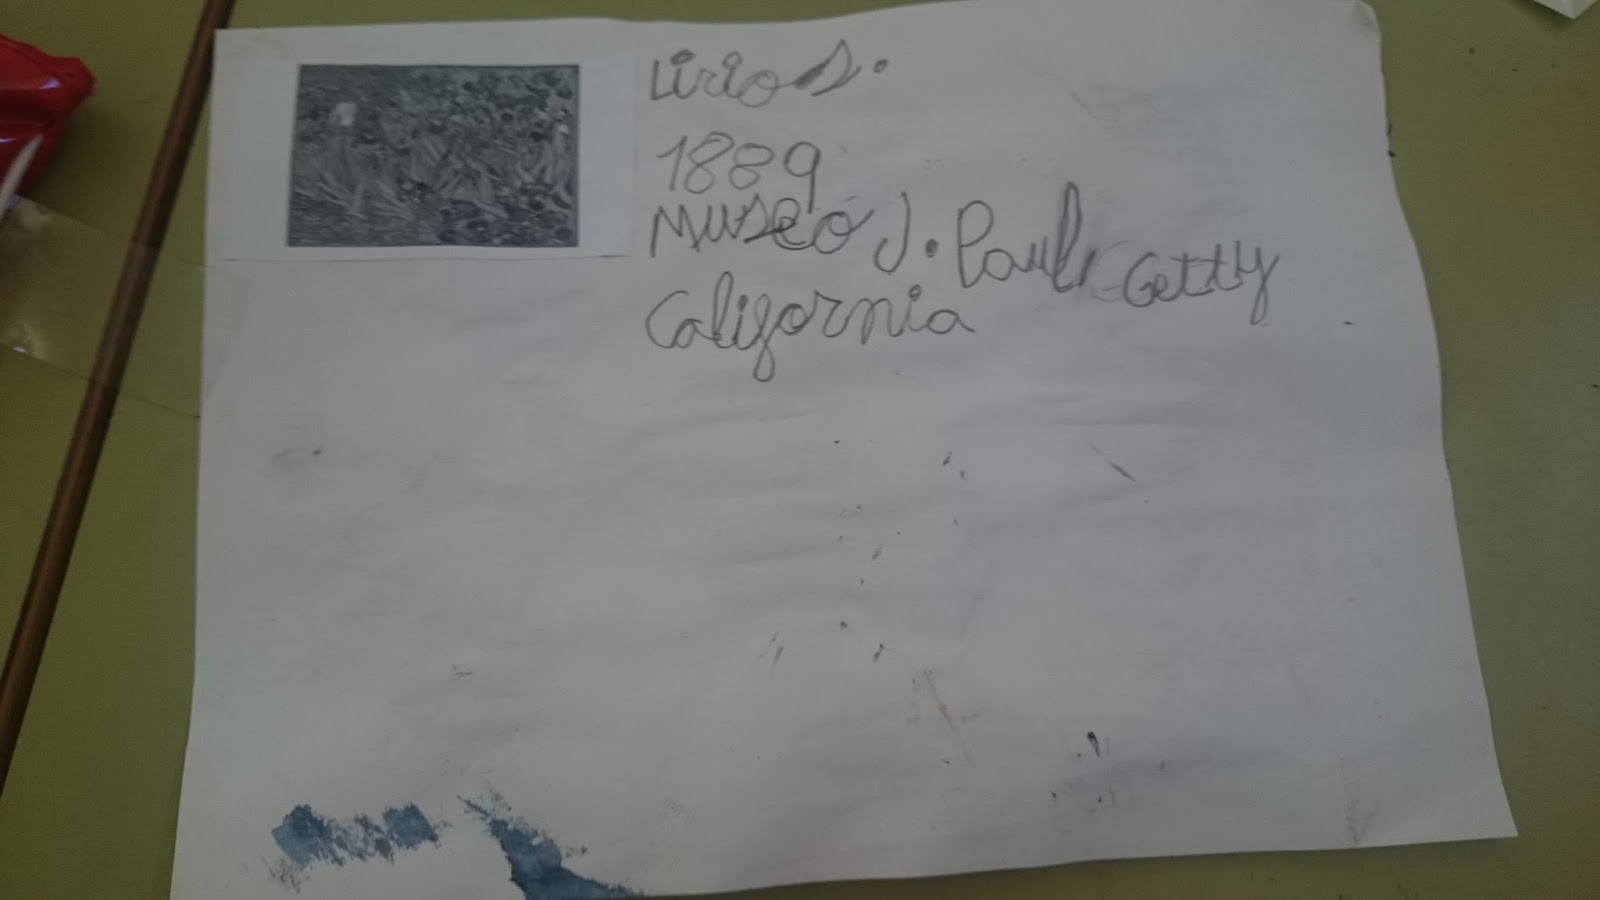 Lirios.
1889
Museo J. Paul Getty
California